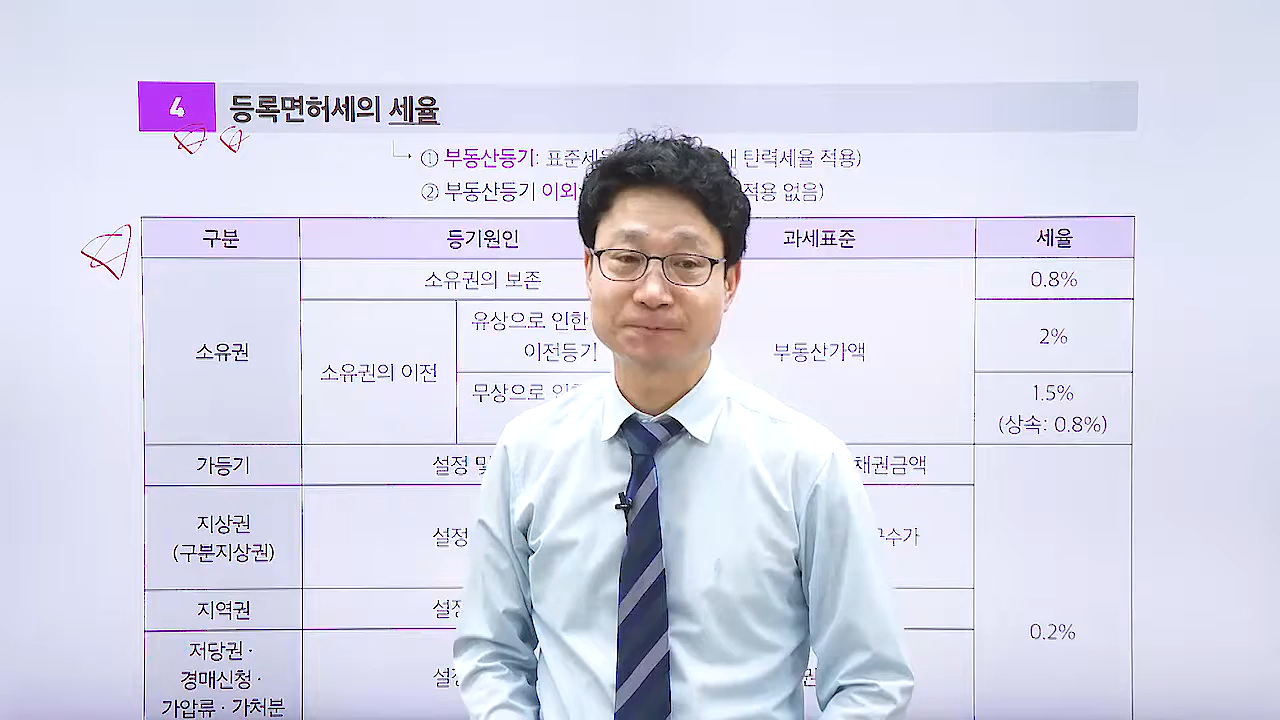 4 등록면허세의 세율
① 부동산등기: 표준세율 탄력세율 적용)
② 부동산등기 이외 적용 없음)
구분 등기원인 과세표준 세율
소유권의 보존 0.8%
유상으로 인한
이전등기
2%
소유권
소유권의 이전
부동산가액
무상으로
1.5%
(상속: 0.8%)
가등기 설정 및 채권금액
지상권
(구분지상권)
설정
지역권
0.2%
저당권·
경매신청·
가압류·가처분